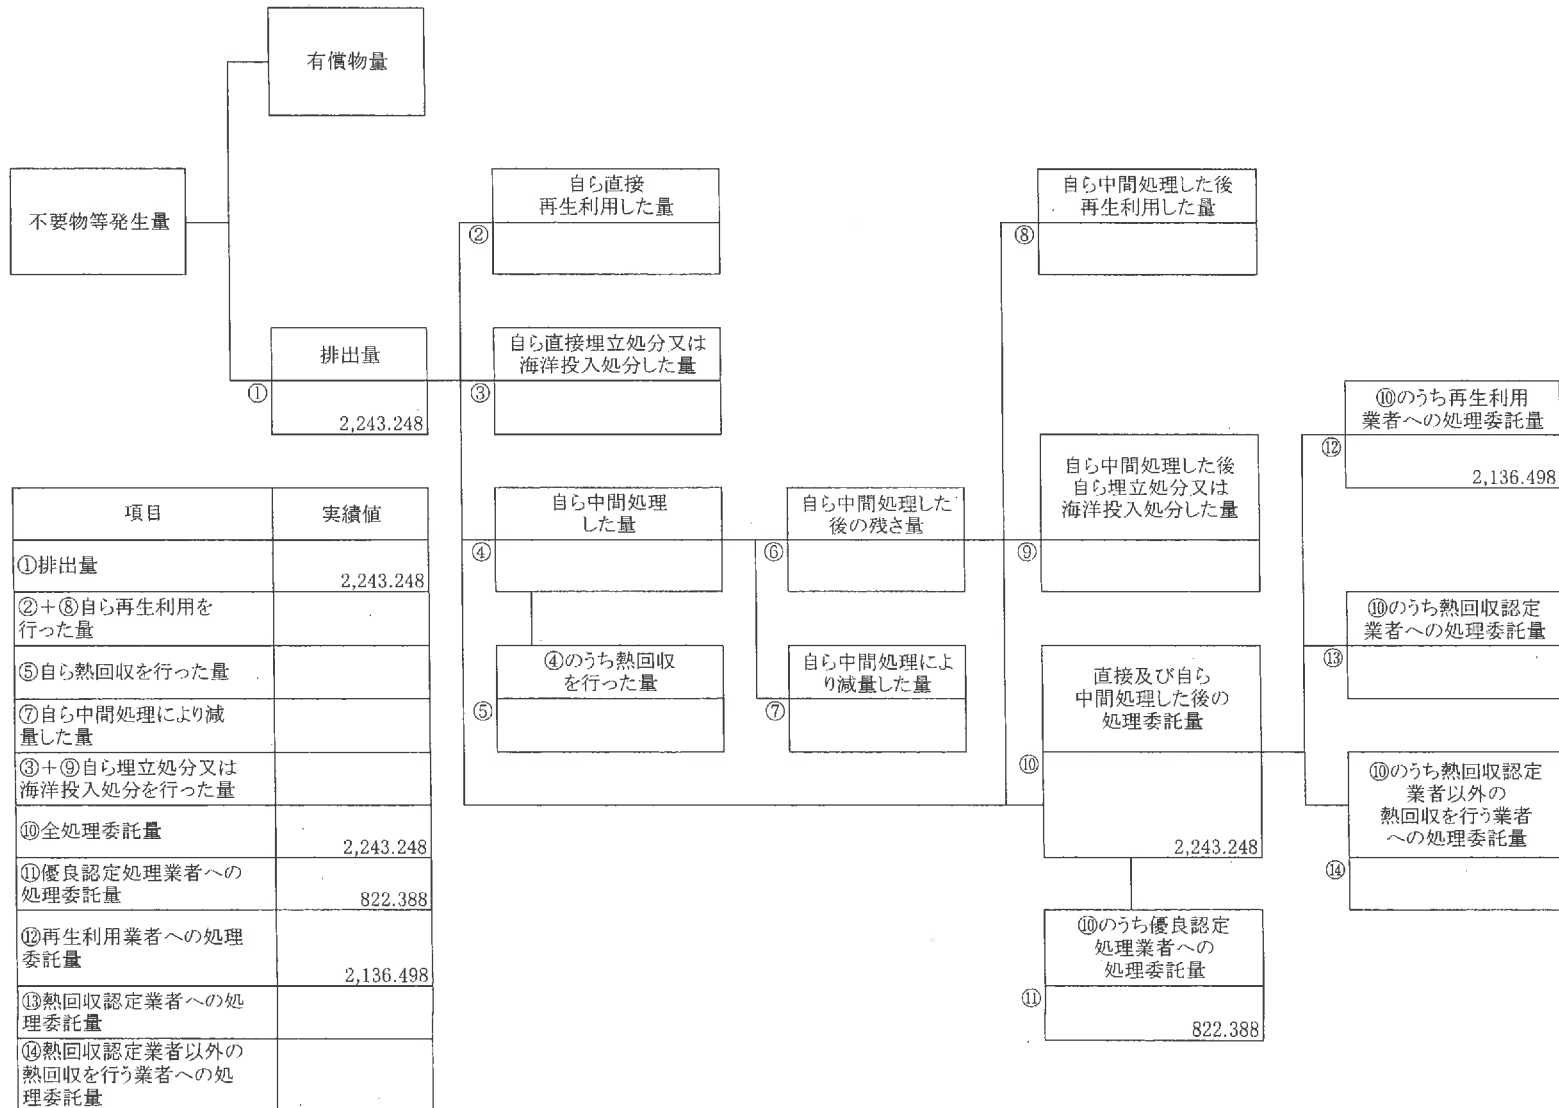 有償物量
不要物等発生量
自ら直接
再生利用した量
②
自ら中間処理した後
再生利用した量
⑧
排出量
①
2,243.248
自ら直接埋立処分又は
海洋投入処分した量
③
⑩のうち再生利用
業者への処理委託量
⑫
2,136.498
自ら中間処理
した量
④
自ら中間処理した
後の残さ量
⑥
自ら中間処理した後
自ら埋立処分又は
海洋投入処分した量
⑨
④のうち熱回収
を行った量
⑤
自ら中間処理によ
り減量した量
⑦
直接及び自ら
中間処理した後の
処理委託量
⑩
2,243.248
⑩のうち熱回収認定
業者への処理委託量
⑬
⑩のうち熱回収認定
業者以外の
熱回収を行う業者
への処理委託量
⑭
⑩のうち優良認定
処理業者への
処理委託量
⑪
822.388
項目 実績値
①排出量 2,243.248
②+⑧自ら再生利用を
行った量
⑤自ら熱回収を行った量
⑦自ら中間処理により減
量した量
③+⑨自ら埋立処分又は
海洋投入処分を行った量
⑩全処理委託量 2,243.248
⑪優良認定処理業者への
処理委託量 822.388
⑫再生利用業者への処理
委託量 2,136.498
⑬熱回収認定業者への処
理委託量
⑭熱回収認定業者以外の
熱回収を行う業者への処
理委託量